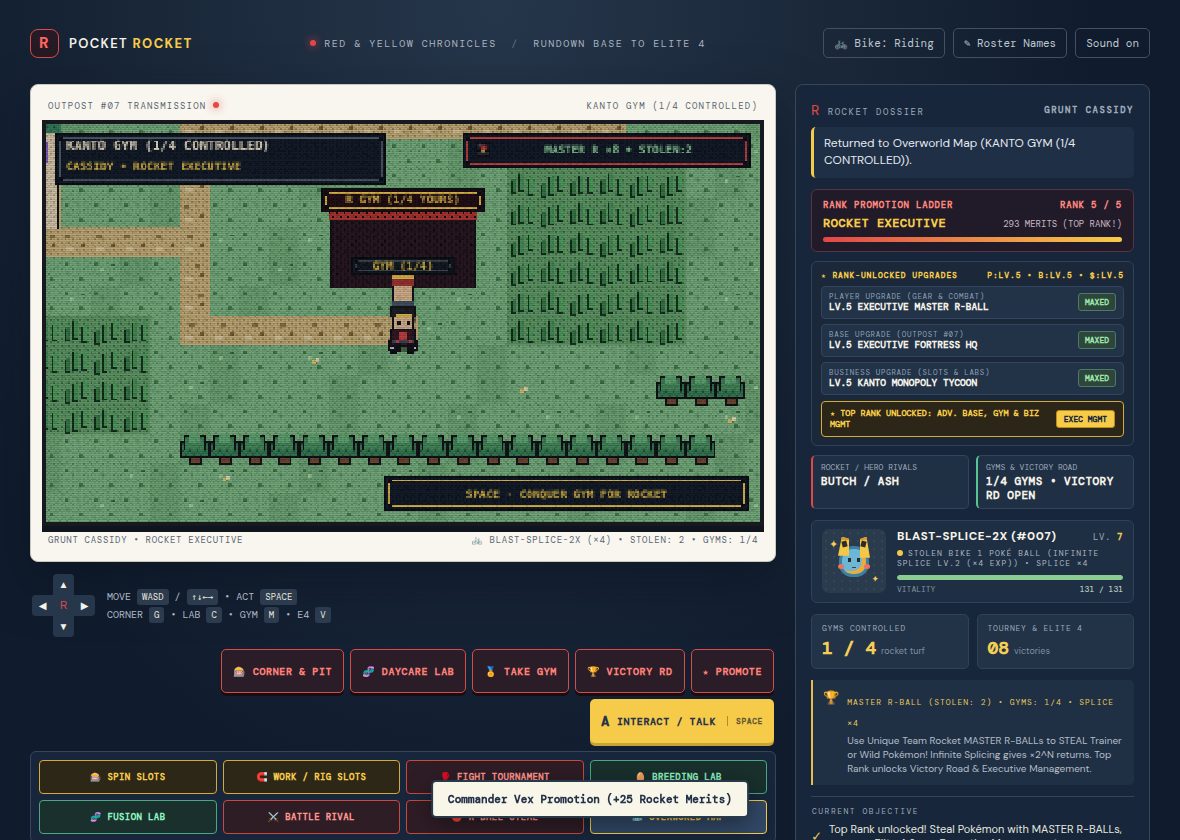 R POCKET ROCKET
RED & YELLOW CHRONICLES / RUNDOWN BASE TO ELITE 4
Bike: Riding
Roster Names
Sound on
OUTPOST #07 TRANSMISSION
KANTO GYM (1/4 CONTROLLED)
KANTO GYM (1/4 CONTROLLED)
CASSIDY • ROCKET EXECUTIVE
MASTER R ×8 • STOLEN:2
R GYM (1/4 YOURS)
GYM (1/4)
SPACE · CONQUER GYM FOR ROCKET
GRUNT CASSIDY • ROCKET EXECUTIVE
BLAST-SPLICE-2X (×4) • STOLEN: 2 • GYMS: 1/4
R
MOVE WASD / ↑↓←→ • ACT SPACE
CORNER G • LAB C • GYM M • E4 V
CORNER & PIT
DAYCARE LAB
TAKE GYM
VICTORY RD
★ PROMOTE
A INTERACT / TALK SPACE
SPIN SLOTS
WORK / RIG SLOTS
FIGHT TOURNAMENT
BREEDING LAB
FUSION LAB
BATTLE RIVAL
Commander Vex Promotion (+25 Rocket Merits)
R ROCKET DOSSIER
GRUNT CASSIDY
Returned to Overworld Map (KANTO GYM (1/4
CONTROLLED)).
RANK PROMOTION LADDER
RANK 5 / 5
ROCKET EXECUTIVE
293 MERITS (TOP RANK!)
★ RANK-UNLOCKED UPGRADES
P:LV.5 • B:LV.5 • $:LV.5
PLAYER UPGRADE (GEAR & COMBAT)
LV.5 EXECUTIVE MASTER R-BALL
MAXED
BASE UPGRADE (OUTPOST #07)
LV.5 EXECUTIVE FORTRESS HQ
MAXED
BUSINESS UPGRADE (SLOTS & LABS)
LV.5 KANTO MONOPOLY TYCOON
MAXED
★ TOP RANK UNLOCKED: ADV. BASE, GYM & BIZ
MGMT
EXEC MGMT
ROCKET / HERO RIVALS
BUTCH / ASH
GYMS & VICTORY ROAD
1/4 GYMS • VICTORY
RD OPEN
BLAST-SPLICE-2X (#007)
LV. 7
STOLEN BIKE 1 POKÉ BALL (INFINITE
SPLICE LV.2 (×4 EXP)) • SPLICE ×4
VITALITY
131 / 131
GYMS CONTROLLED
1 / 4 rocket turf
TOURNEY & ELITE 4
08 victories
MASTER R-BALL (STOLEN: 2) • GYMS: 1/4 • SPLICE
×4
Use Unique Team Rocket MASTER R-BALLs to STEAL Trainer
or Wild Pokémon! Infinite Splicing gives ×2^N returns. Top
Rank unlocks Victory Road & Executive Management.
CURRENT OBJECTIVE
✓ Top Rank unlocked! Steal Pokémon with MASTER R-BALLs,